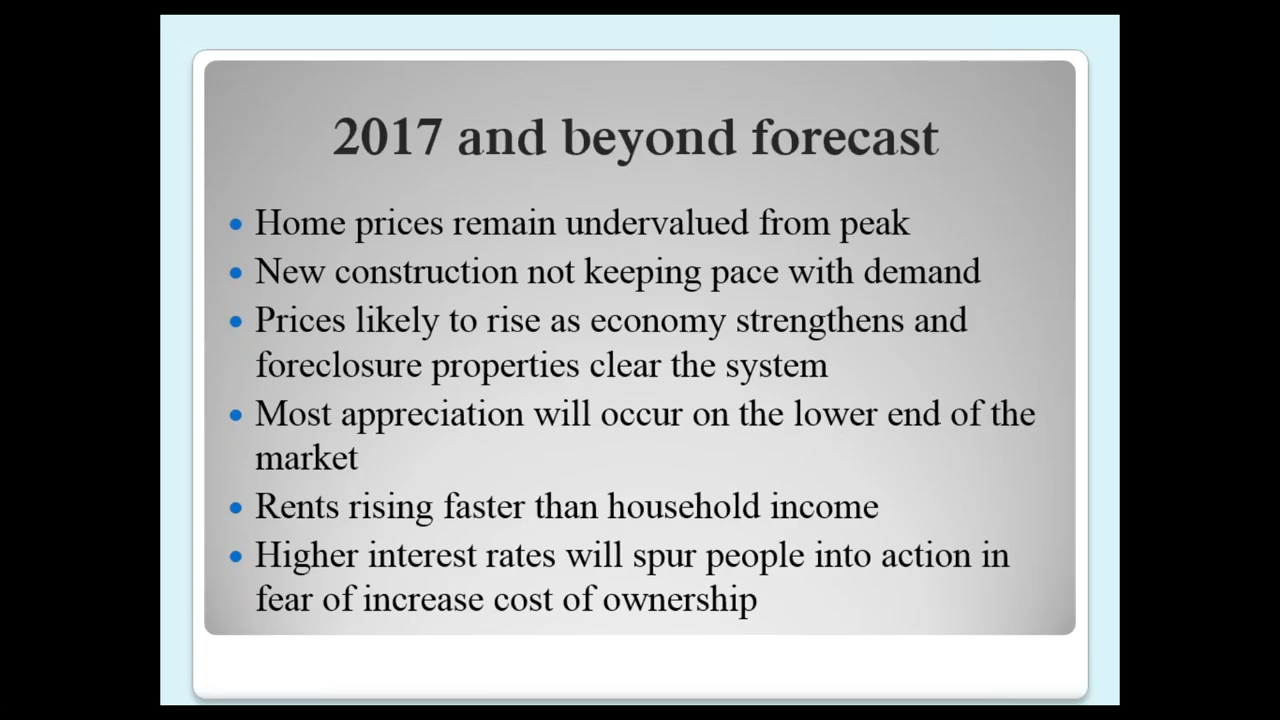 2017 and beyond forecast
• Home prices remain undervalued from peak
• New construction not keeping pace with demand
• Prices likely to rise as economy strengthens and
foreclosure properties clear the system
• Most appreciation will occur on the lower end of the
market
• Rents rising faster than household income
• Higher interest rates will spur people into action in
fear of increase cost of ownership